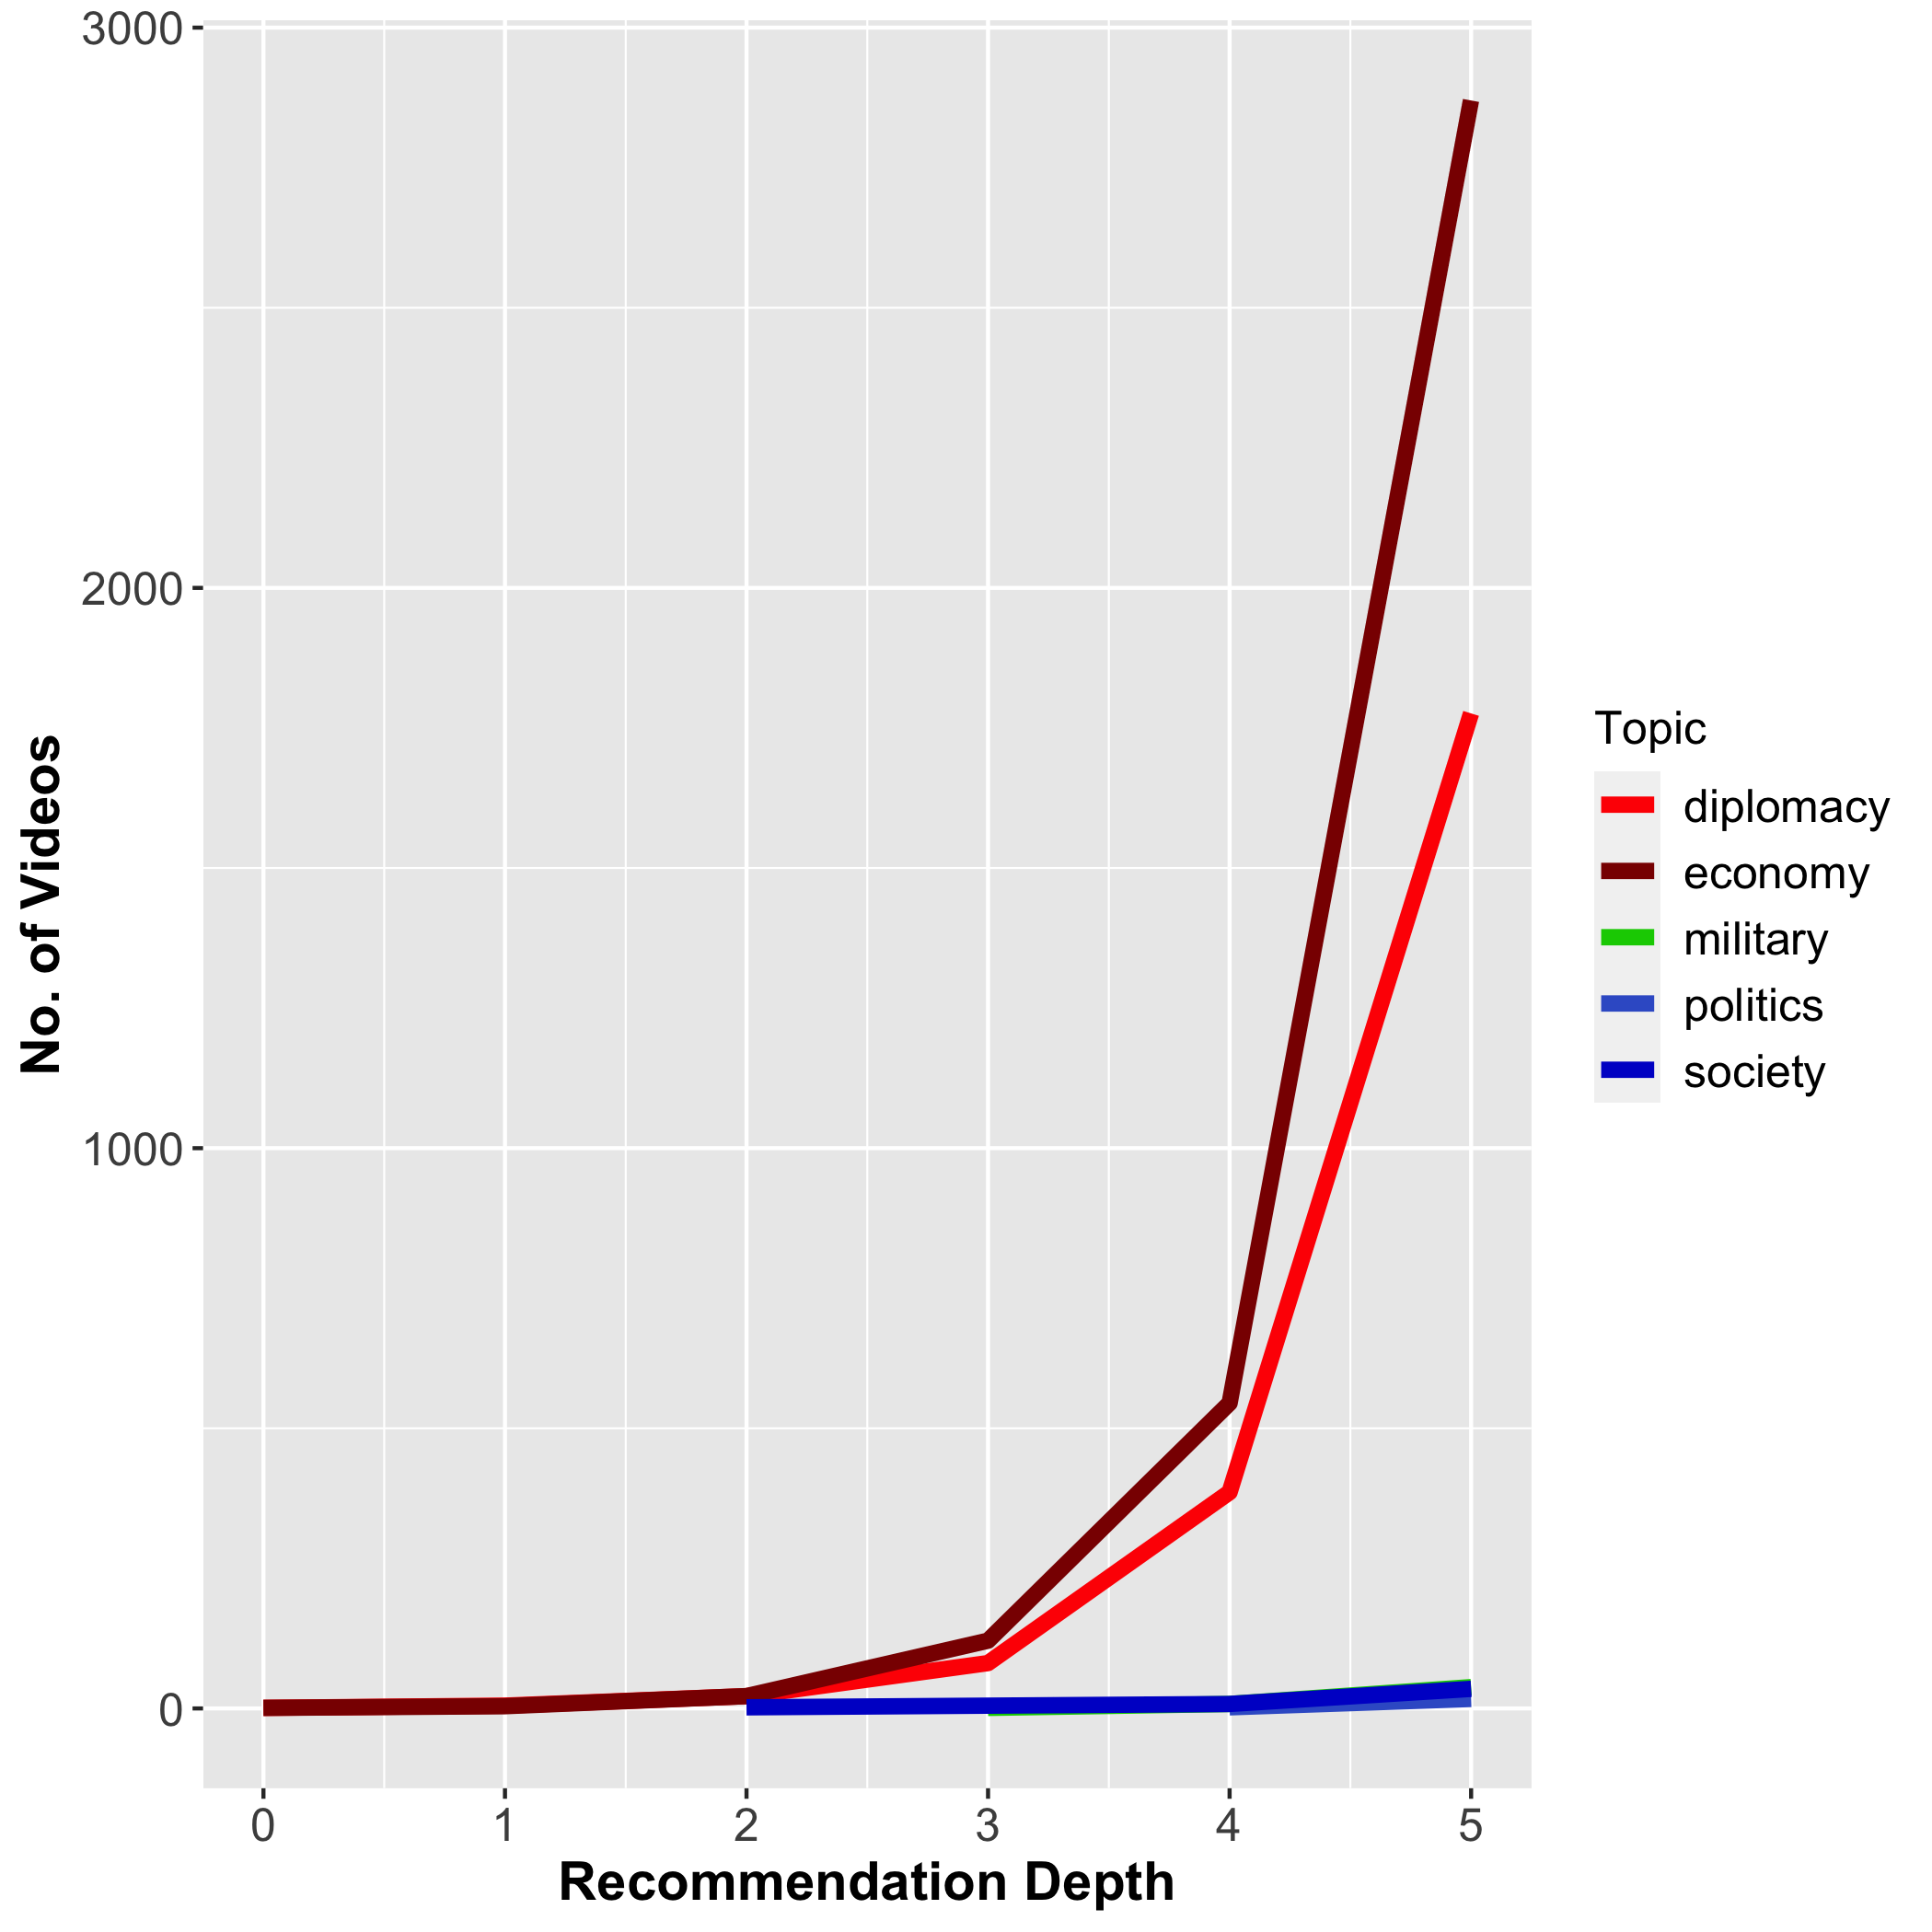 3000
2000
1000
0
No. of Videos
0 1 2 3 4 5
Recommendation Depth
Topic
diplomacy
economy
military
politics
society